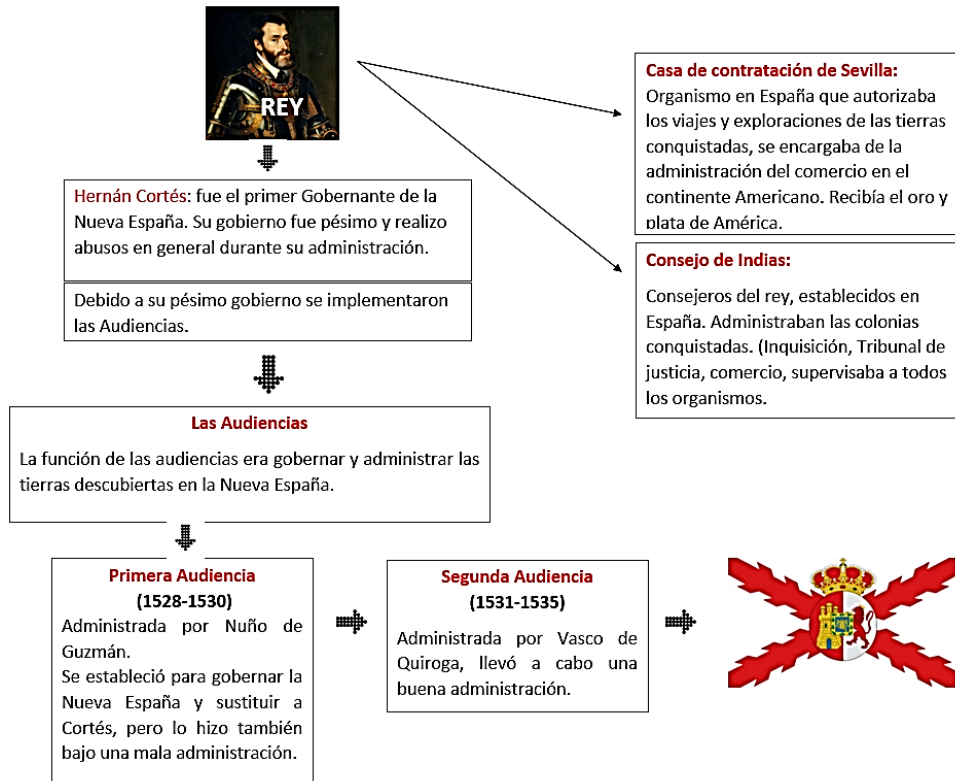 REY
Casa de contratación de Sevilla:
Organismo en España que autorizaba
los viajes y exploraciones de las tierras
conquistadas, se encargaba de la
administración del comercio en el
continente Americano. Recibía el oro y
plata de América.
Hernán Cortés: fue el primer Gobernante de la
Nueva España. Su gobierno fue pésimo y realizo
abusos en general durante su administración.
Debido a su pésimo gobierno se implementaron
las Audiencias.
Consejo de Indias:
Consejeros del rey, establecidos en
España. Administraban las colonias
conquistadas. (Inquisición, Tribunal de
justicia, comercio, supervisaba a todos
los organismos.
Las Audiencias
La función de las audiencias era gobernar y administrar las
tierras descubiertas en la Nueva España.
Primera Audiencia
(1528-1530)
Administrada por Nuño de
Guzmán.
Se estableció para gobernar la
Nueva España y sustituir a
Cortés, pero lo hizo también
bajo una mala administración.
Segunda Audiencia
(1531-1535)
Administrada por Vasco de
Quiroga, llevó a cabo una
buena administración.